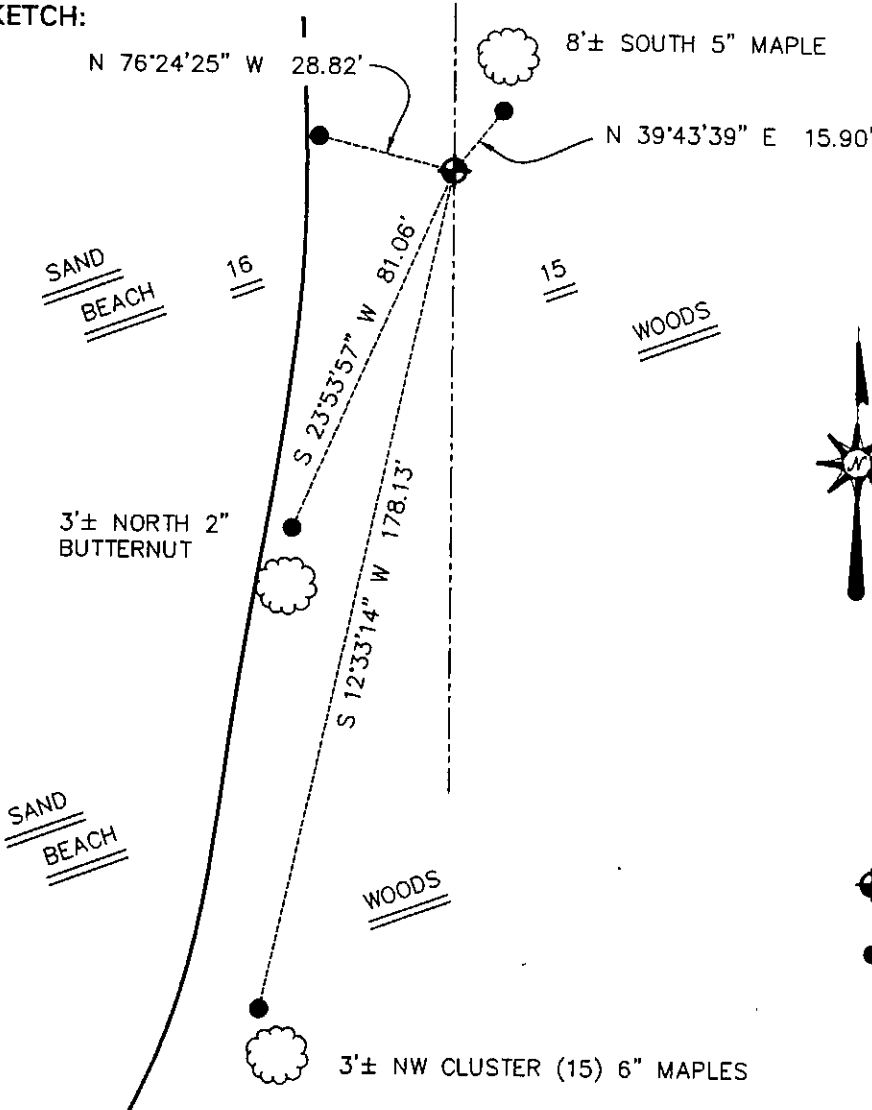 KETCH:
N 76°24'25" W 28.82'
8'± SOUTH 5" MAPLE
N 39°43'39" E 15.90'
SAND
BEACH
16
15
WOODS
S 23°53'57" W 81.06'
N
3'± NORTH 2"
BUTTERNUT
S 12°33'14" W 178.13'
SAND
BEACH
WOODS
3'± NW CLUSTER (15) 6" MAPLES